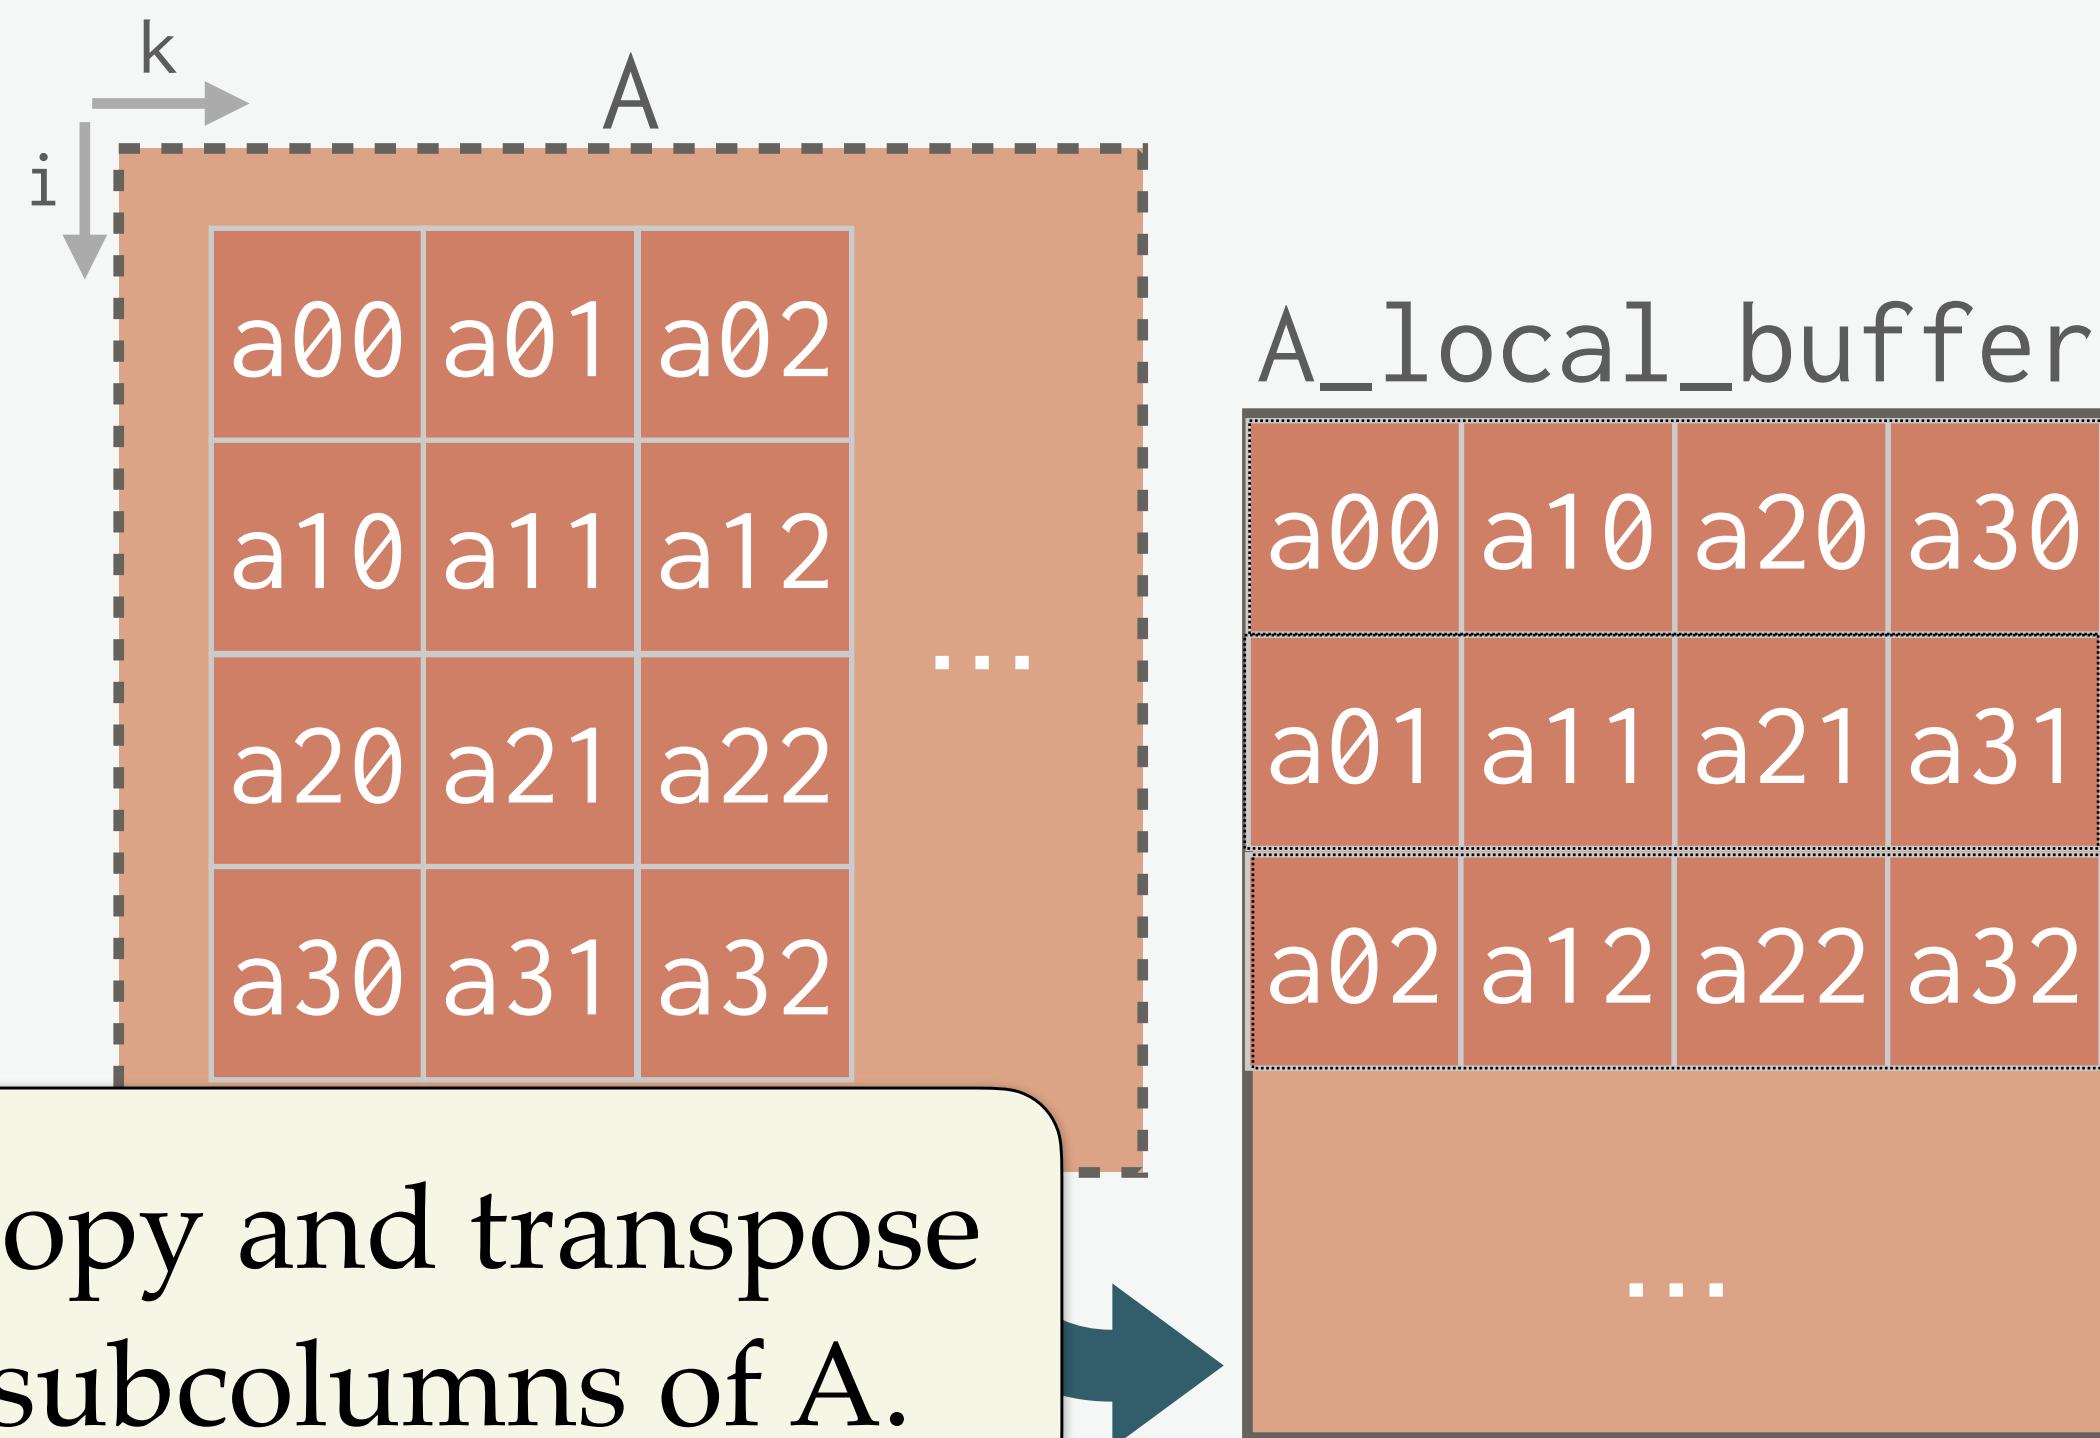 k
A
i
a00 a01 a02
a10 a11 a12
...
a20 a21 a22
a30 a31 a32
A_local_buffer
a00 a10 a20 a30
a01 a11 a21 a31
a02 a12 a22 a32
...
opy and transpose
subcolumns of A.